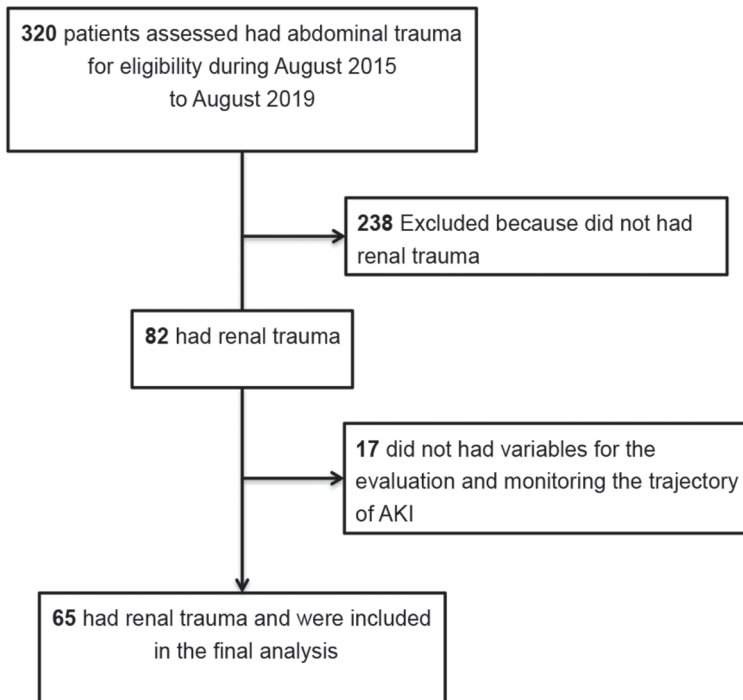 320 patients assessed had abdominal trauma
for eligibility during August 2015
to August 2019
238 Excluded because did not had
renal trauma
82 had renal trauma
17 did not had variables for the
evaluation and monitoring the trajectory
of AKI
65 had renal trauma and were included
in the final analysis